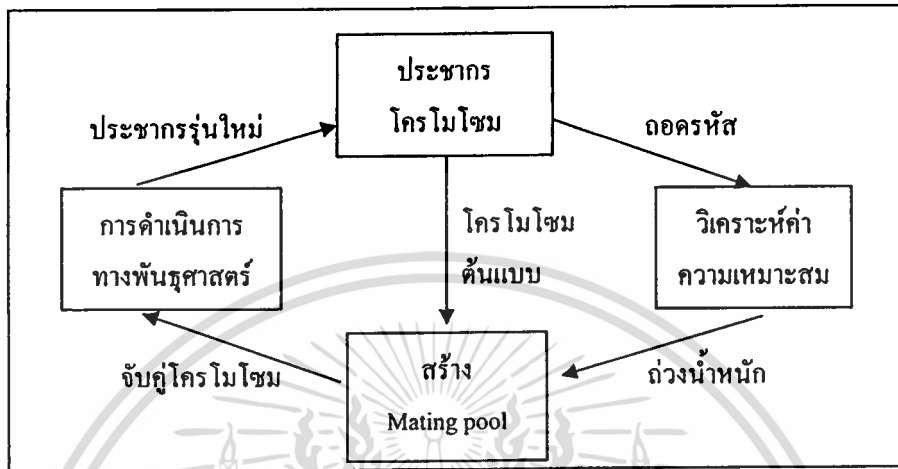 ประชากร
โครโมโซม
ประชากรรุ่นใหม่
ถอดรหัส
การดำเนินการ
ทางพันธุศาสตร์
โครโมโซม
ต้นแบบ
วิเคราะห์ค่า
ความเหมาะสม
จับคู่โครโมโซม
สร้าง
Mating pool
ถ่วงน้ำหนัก